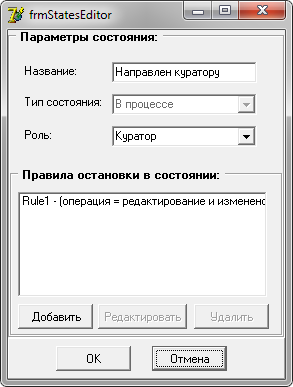 frmStatesEditor
Параметры состояния:
Название: Направлен куратору
Тип состояния: В процессе
Роль: Куратор
Правила остановки в состоянии:
Rule1 - (операция = редактирование и изменено
Добавить Редактировать Удалить
OK Отмена